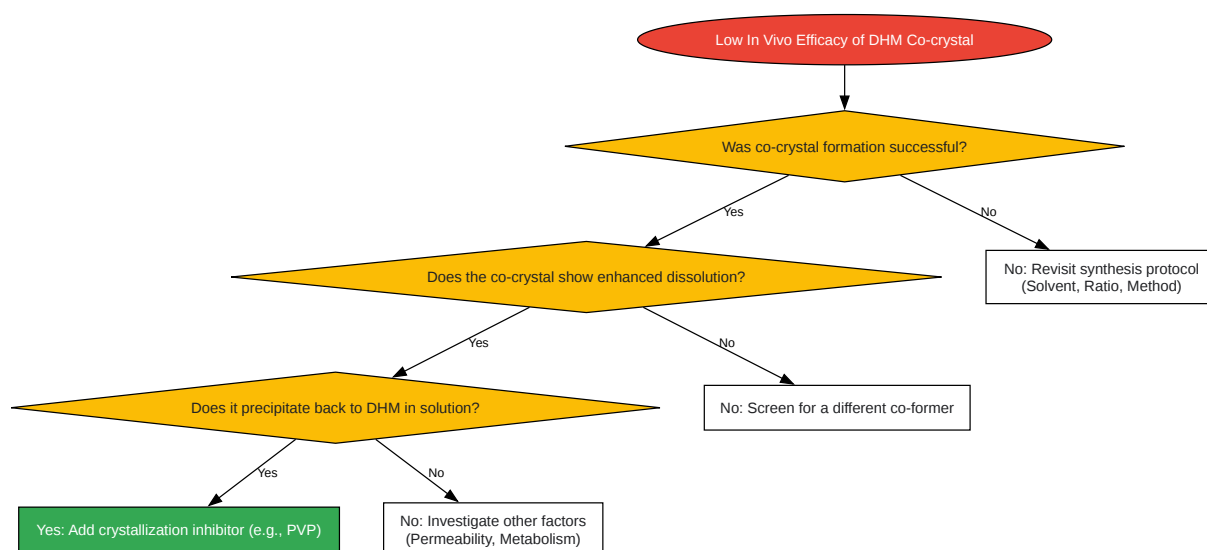 Low In Vivo Efficacy of DHM Co-crystal
Was co-crystal formation successful?
Yes
No
Does the co-crystal show enhanced dissolution?
No: Revisit synthesis protocol
(Solvent, Ratio, Method)
Yes
No
Does it precipitate back to DHM in solution?
No: Screen for a different co-former
Yes
No
Yes: Add crystallization inhibitor (e.g., PVP)
No: Investigate other factors
(Permeability, Metabolism)